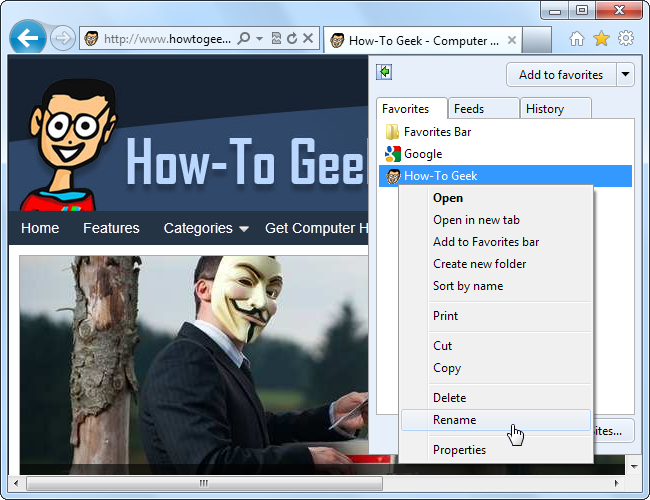 http://www.howtogee...
How-To Geek - Computer ...
Add to favorites
Favorites
Feeds
History
Favorites Bar
Google
How-To Geek
How-To Geek
Home
Features
Categories
Get Computer H
Open
Open in new tab
Add to Favorites bar
Create new folder
Sort by name
Print
Cut
Copy
Delete
Rename
Properties
ites...